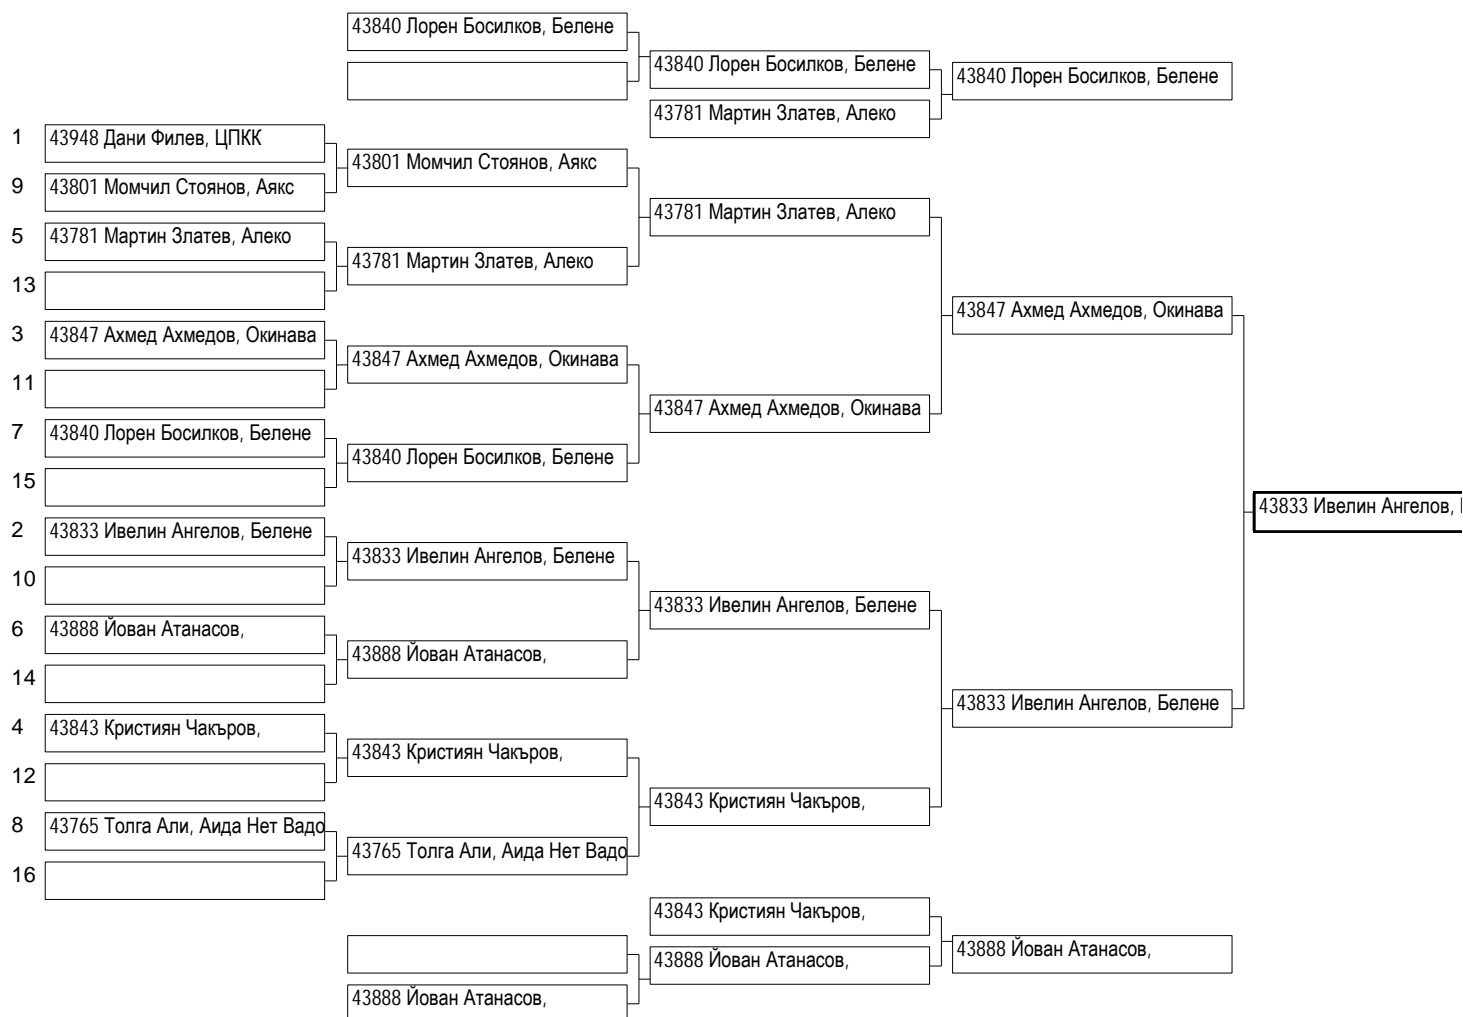 43840 Лорен Босилков, Белене
43840 Лорен Босилков, Белене
43840 Лорен Босилков, Белене
43781 Мартин Златев, Алеко
1 43948 Дани Филев, ЦПКК
43801 Момчил Стоянов, Аякс
9 43801 Момчил Стоянов, Аякс
43781 Мартин Златев, Алеко
5 43781 Мартин Златев, Алеко
43781 Мартин Златев, Алеко
13
43847 Ахмед Ахмедов, Окинава
3 43847 Ахмед Ахмедов, Окинава
43847 Ахмед Ахмедов, Окинава
11
43847 Ахмед Ахмедов, Окинава
7 43840 Лорен Босилков, Белене
43840 Лорен Босилков, Белене
15
43833 Ивелин Ангелов,
2 43833 Ивелин Ангелов, Белене
43833 Ивелин Ангелов, Белене
10
43833 Ивелин Ангелов, Белене
6 43888 Йован Атанасов,
43888 Йован Атанасов,
14
43833 Ивелин Ангелов, Белене
4 43843 Кристиян Чакъров,
43843 Кристиян Чакъров,
12
43843 Кристиян Чакъров,
8 43765 Толга Али, Аида Нет Вадо
43765 Толга Али, Аида Нет Вадо
16
43843 Кристиян Чакъров,
43888 Йован Атанасов,
43888 Йован Атанасов,
43888 Йован Атанасов,